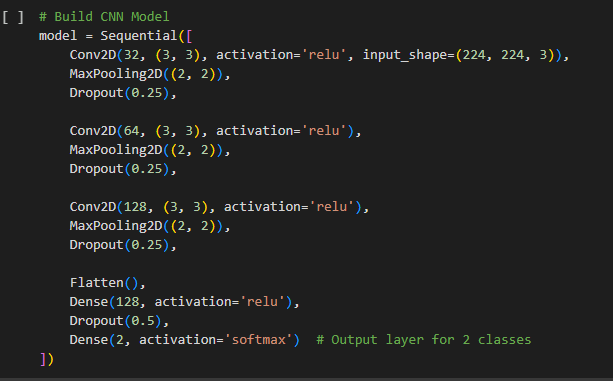 [ ] # Build CNN Model
model = Sequential([
    Conv2D(32, (3, 3), activation='relu', input_shape=(224, 224, 3)),
    MaxPooling2D((2, 2)),
    Dropout(0.25),

    Conv2D(64, (3, 3), activation='relu'),
    MaxPooling2D((2, 2)),
    Dropout(0.25),

    Conv2D(128, (3, 3), activation='relu'),
    MaxPooling2D((2, 2)),
    Dropout(0.25),

    Flatten(),
    Dense(128, activation='relu'),
    Dropout(0.5),
    Dense(2, activation='softmax')  # Output layer for 2 classes
])